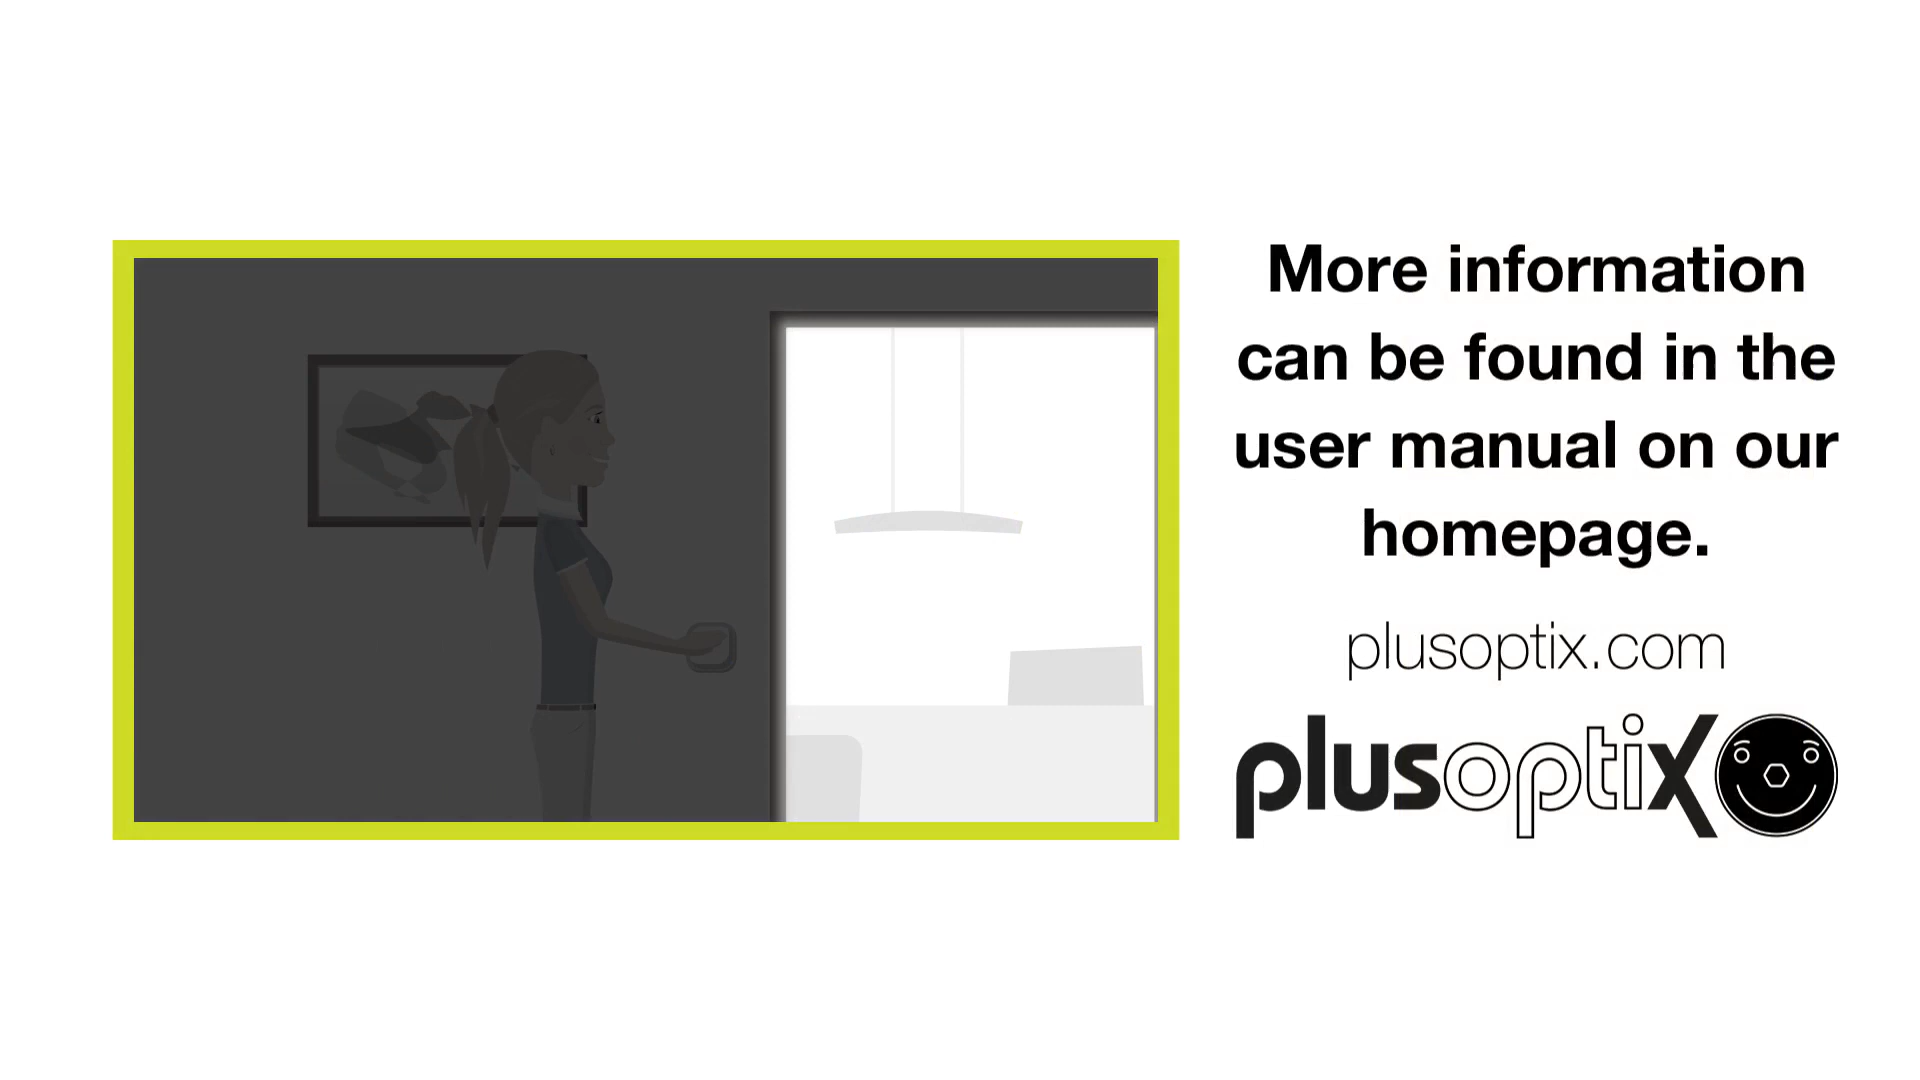 More information
can be found in the
user manual on our
homepage.
plusoptix.com
plusoptix